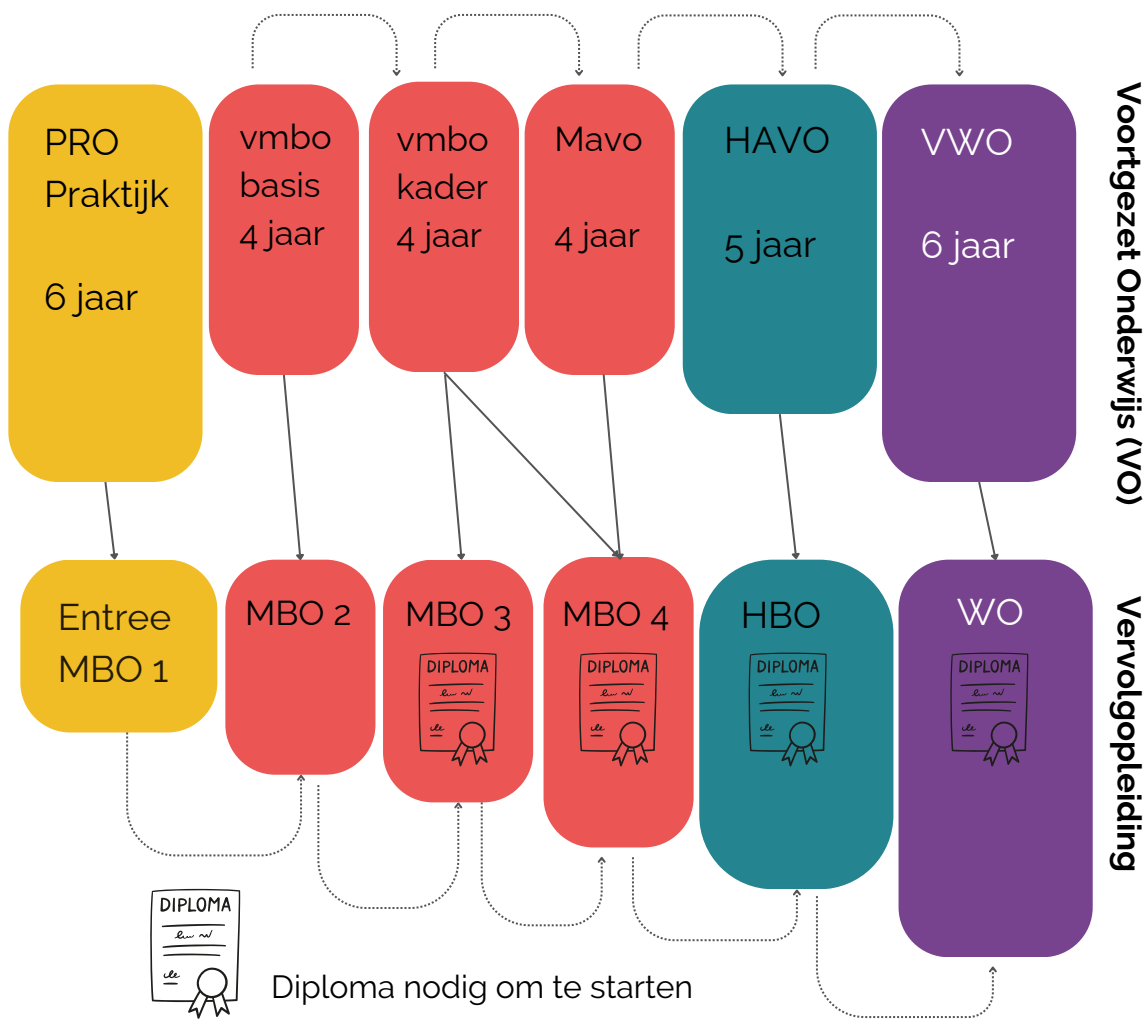 PRO
Praktijk
6 jaar
vmbo
basis
4 jaar
vmbo
kader
4 jaar
Mavo
4 jaar
HAVO
5 jaar
VWO
6 jaar
Voortgezet Onderwijs (VO)
Entree
MBO 1
MBO 2
MBO 3
DIPLOMA
MBO 4
DIPLOMA
HBO
DIPLOMA
WO
DIPLOMA
Vervolgopleiding
DIPLOMA
Diploma nodig om te starten